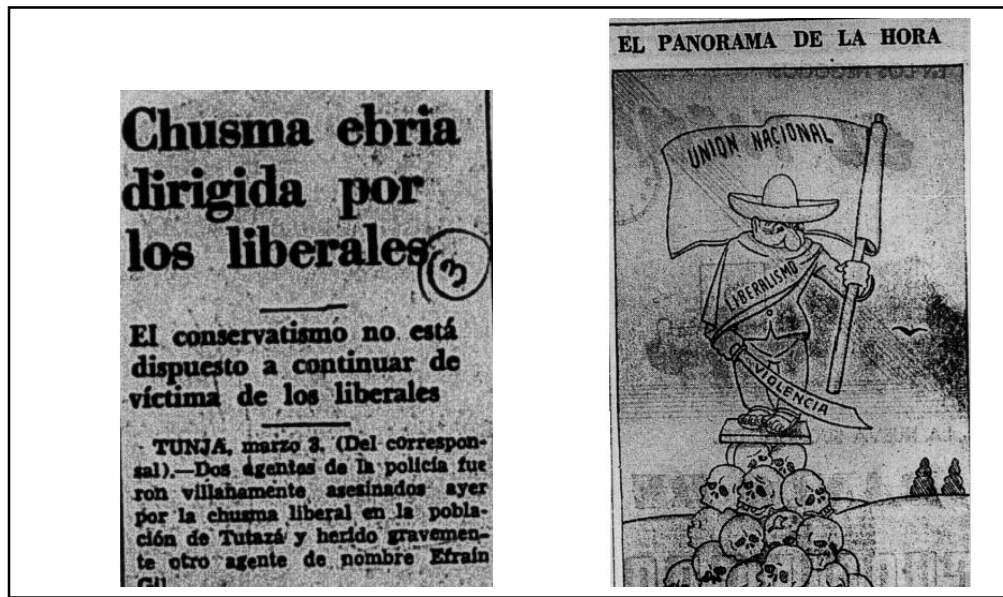 Chusma ebria
dirigida por
los liberales
3
El conservatismo no está
dispuesto a continuar de
víctima de los liberales
TUNJA, marzo 3. (Del correspon-
sal).—Dos agentes de la policía fue
ron villanamente asesinados ayer
por la chusma liberal en la pobla-
ción de Tutazá y herido gravemen-
te otro agente de nombre Efraín
Gil
EL PANORAMA DE LA HORA
UNION NACIONAL
LIBERALISMO
VIOLENCIA